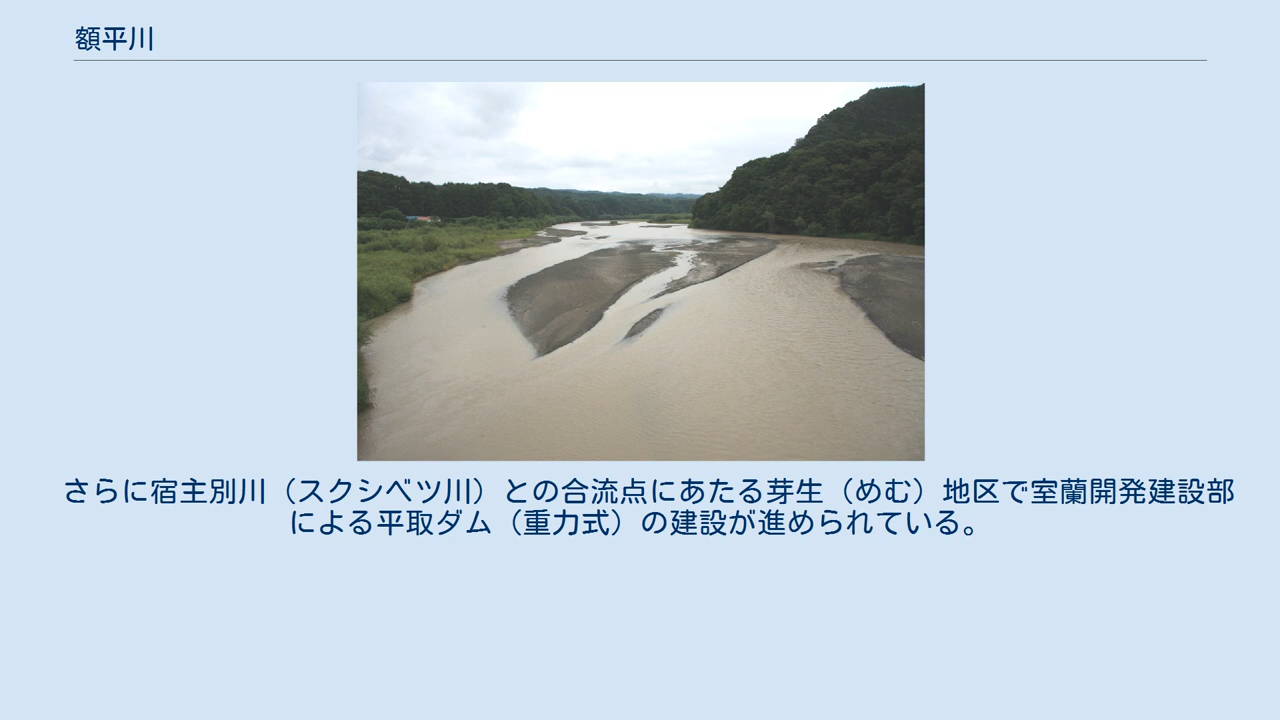 額平川
さらに宿主別川（スクシベツ川）との合流点にあたる芽生（めむ）地区で室蘭開発建設部
による平取ダム（重力式）の建設が進められている。